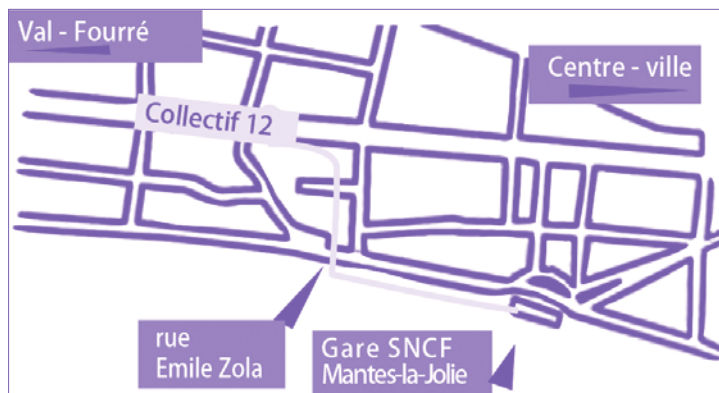 Val - Fourré
Centre - ville
Collectif 12
rue
Emile Zola
Gare SNCF
Mantes-la-Jolie